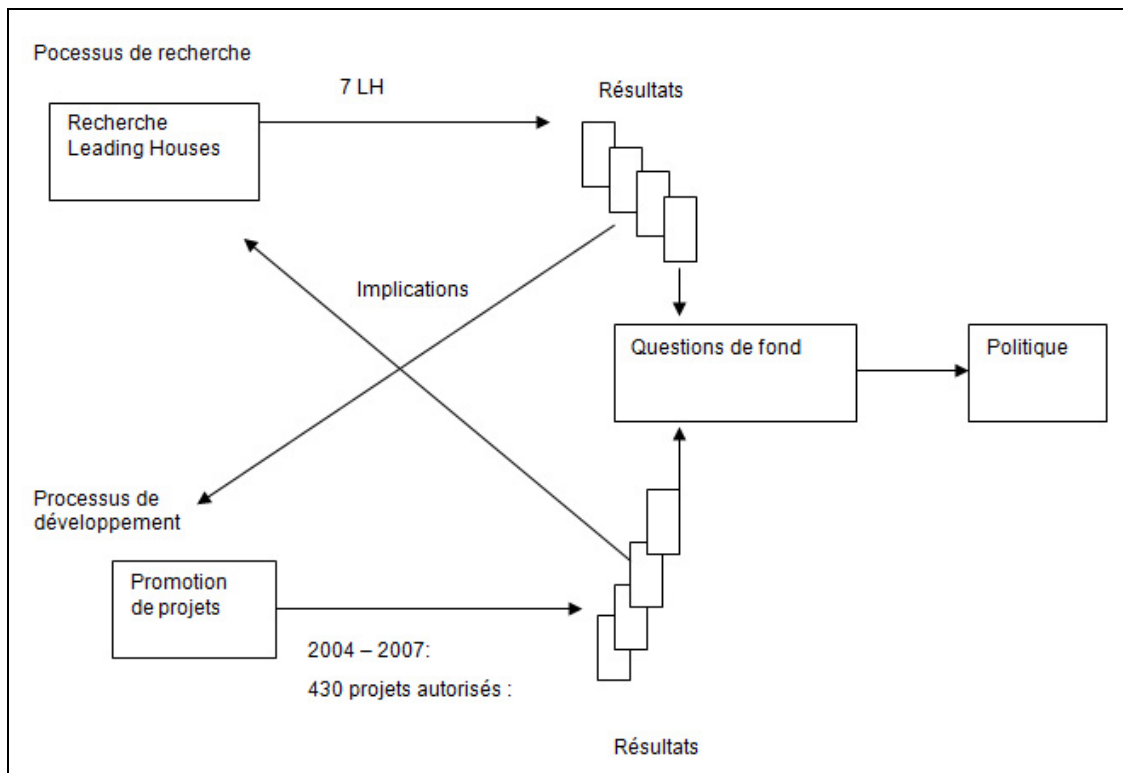 Pocessus de recherche
7 LH
Résultats
Recherche
Leading Houses
Implications
Questions de fond
Politique
Processus de
développement
Promotion
de projets
2004 – 2007:
430 projets autorisés :
Résultats